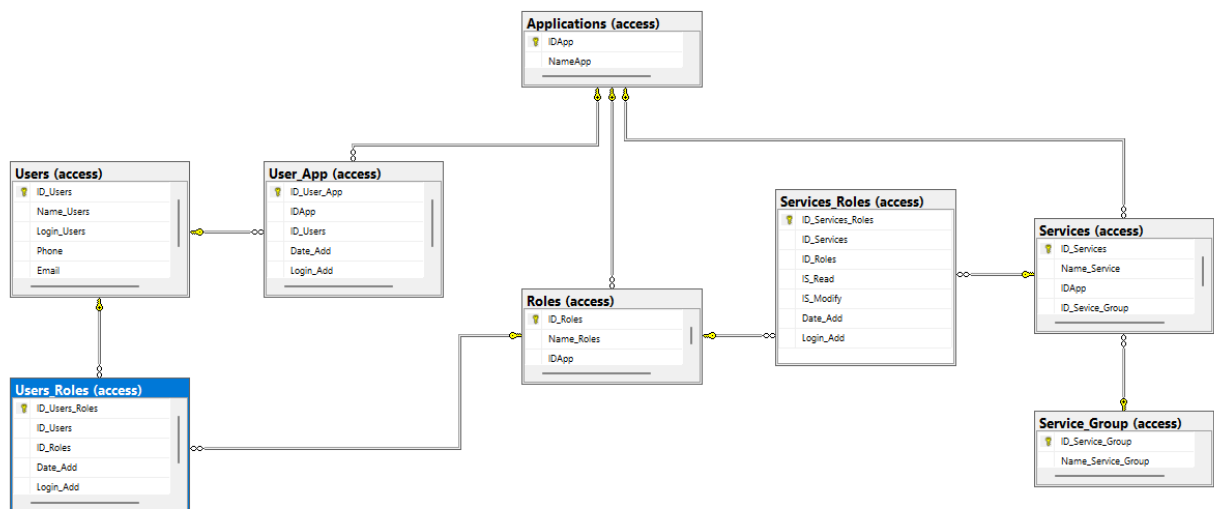 Applications (access)
IDApp
NameApp
Users (access)
ID_Users
Name_Users
Login_Users
Phone
Email
User_App (access)
ID_User_App
IDApp
ID_Users
Date_Add
Login_Add
Services_Roles (access)
ID_Services_Roles
ID_Services
ID_Roles
IS_Read
IS_Modify
Date_Add
Login_Add
Services (access)
ID_Services
Name_Service
IDApp
ID_Sevice_Group
Roles (access)
ID_Roles
Name_Roles
IDApp
Users_Roles (access)
ID_Users_Roles
ID_Users
ID_Roles
Date_Add
Login_Add
Service_Group (access)
ID_Service_Group
Name_Service_Group